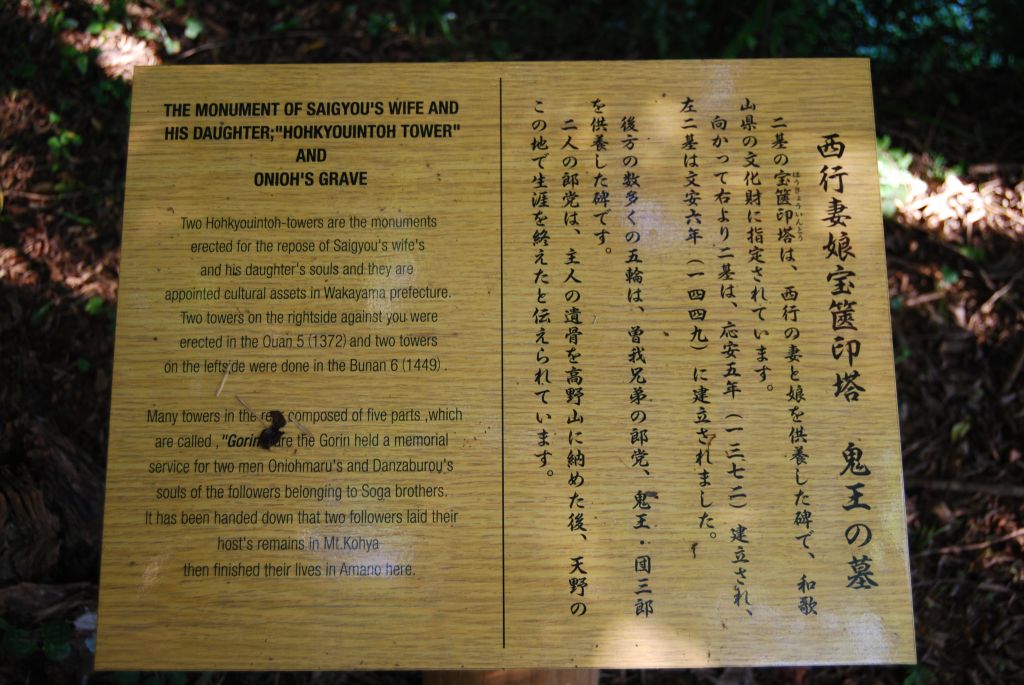 THE MONUMENT OF SAIGYOU'S WIFE AND
HIS DAUGHTER;"HOHKYOUINTOH TOWER"
AND
ONIOH'S GRAVE
Two Hohkyouintoh-towers are the monuments
erected for the repose of Saigyou's wife's
and his daughter's souls and they are
appointed cultural assets in Wakayama prefecture.
Two towers on the rightside against you were
erected in the Ouan 5 (1372) and two towers
on the leftside were done in the Bunan 6 (1449) .
Many towers in the rear composed of five parts ,which
are called ,"Gorin are the Gorin held a memorial
service for two men Oniohmaru's and Danzaburou's
souls of the followers belonging to Soga brothers.
It has been handed down that two followers laid their
host's remains in Mt.Kohya
then finished their lives in Amano here.
西行妻娘宝篋印塔 鬼王の墓
二基の宝篋印塔は、西行の妻と娘を供養した碑で、和歌
ほうきょういんとう
山県の文化財に指定されています。
向かって右より二基は、応安五年(一三七二)建立され、
左二基は文安六年(一四四九)に建立されました。
後方の数多くの五輪は、曽我兄弟の郎党、鬼王・団三郎
を供養した碑です。
二人の郎党は、主人の遺骨を高野山に納めた後、天野の
この地で生涯を終えたと伝えられています。